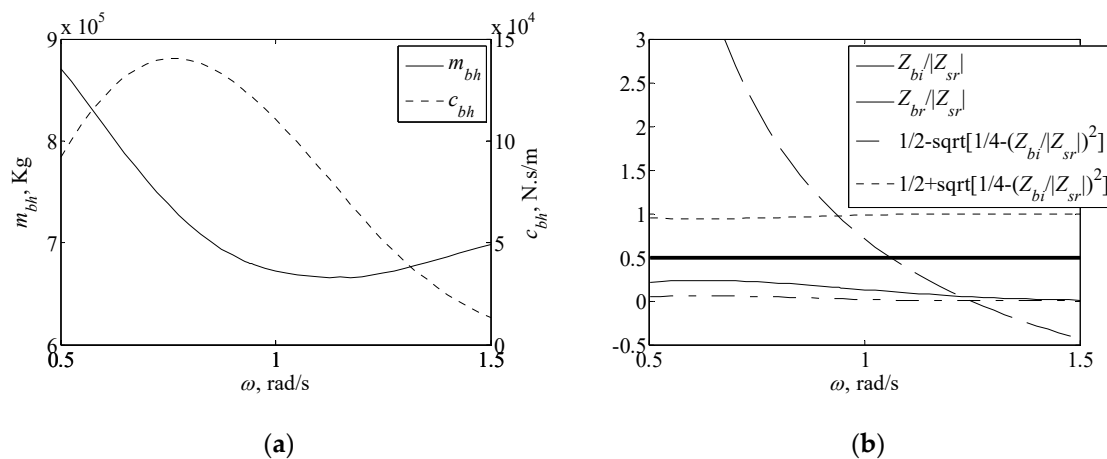 x 10^5
x 10^4
9
8
7
6
m_bh, Kg
15
10
5
0
c_bh, N.s/m
m_bh
c_bh
0.5
1
1.5
ω, rad/s
(a)
3
2.5
2
1.5
1
0.5
0
-0.5
Z_bi/|Z_sr|
Z_br/|Z_sr|
1/2-sqrt[1/4-(Z_bi/|Z_sr|)^2]
1/2+sqrt[1/4-(Z_bi/|Z_sr|)^2]
0.5
1
1.5
ω, rad/s
(b)